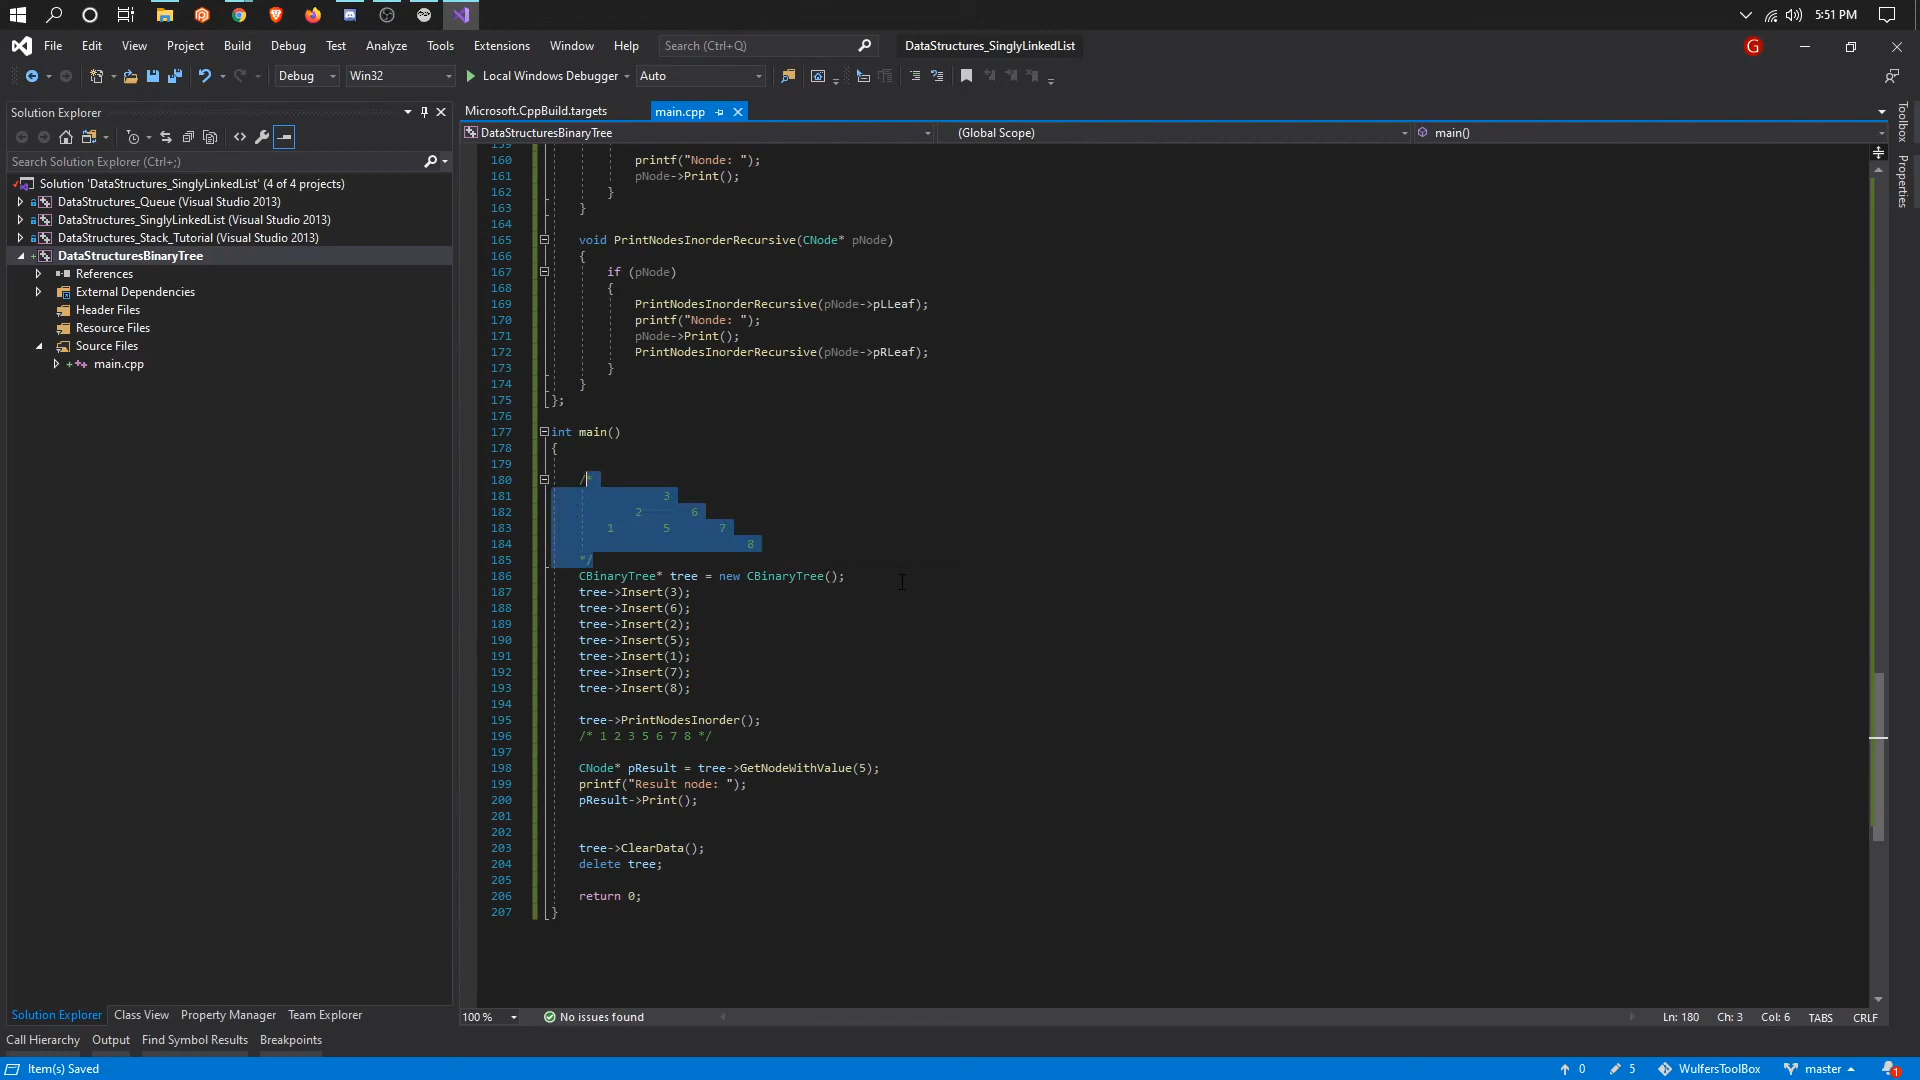 5:51 PM
File Edit View Project Build Debug Test Analyze Tools Extensions Window Help Search (Ctrl+Q) DataStructures_SinglyLinkedList G
Debug Win32 Local Windows Debugger Auto
Solution Explorer
Search Solution Explorer (Ctrl+;)
Solution 'DataStructures_SinglyLinkedList' (4 of 4 projects)
DataStructures_Queue (Visual Studio 2013)
DataStructures_SinglyLinkedList (Visual Studio 2013)
DataStructures_Stack_Tutorial (Visual Studio 2013)
DataStructuresBinaryTree
References
External Dependencies
Header Files
Resource Files
Source Files
main.cpp
Solution Explorer Class View Property Manager Team Explorer
Microsoft.CppBuild.targets main.cpp
DataStructuresBinaryTree (Global Scope) main()
159
160 printf("Nonde: ");
161 pNode->Print();
162 }
163 }
164
165 void PrintNodesInorderRecursive(CNode* pNode)
166 {
167 if (pNode)
168 {
169 PrintNodesInorderRecursive(pNode->pLLeaf);
170 printf("Nonde: ");
171 pNode->Print();
172 PrintNodesInorderRecursive(pNode->pRLeaf);
173 }
174 }
175 };
176
177 int main()
178 {
179
180 /*
181 3
182 2 6
183 1 5 7
184 8
185 */
186 CBinaryTree* tree = new CBinaryTree();
187 tree->Insert(3);
188 tree->Insert(6);
189 tree->Insert(2);
190 tree->Insert(5);
191 tree->Insert(1);
192 tree->Insert(7);
193 tree->Insert(8);
194
195 tree->PrintNodesInorder();
196 /* 1 2 3 5 6 7 8 */
197
198 CNode* pResult = tree->GetNodeWithValue(5);
199 printf("Result node: ");
200 pResult->Print();
201
202
203 tree->ClearData();
204 delete tree;
205
206 return 0;
207 }
Toolbox
Properties
100 % No issues found Ln: 180 Ch: 3 Col: 6 TABS CRLF
Call Hierarchy Output Find Symbol Results Breakpoints
Item(s) Saved 0 5 WulfersToolBox master 1